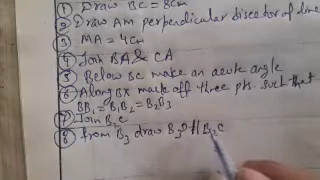 ① Draw BC = 8cm
② Draw AM perpendicular bisector of line
③ MA = 4cm
④ Join BA & CA
⑤ Below BC make an acute angle
⑥ Along BX mark off three pts. such that
BB₁ = B₁B₂ = B₂B₃
⑦ Join B₂C
⑧ from B₃ draw B₃D || B₂C